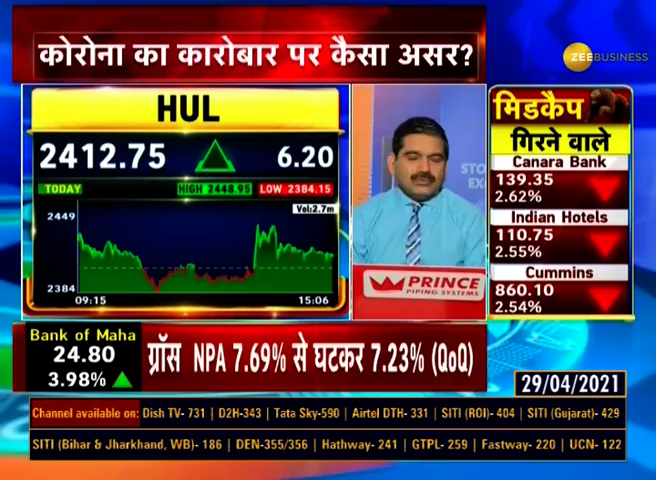 कोरोना का कारोबार पर कैसा असर?
ZEEBUSINESS
HUL
2412.75 6.20
TODAY HIGH 2448.95 LOW 2384.15
Vol:2.7m
2449
2384
09:15 15:06
STO
EX
PRINCE
PIPING SYSTEMS
मिडकैप
गिरने वाले
Canara Bank
139.35
2.62%
Indian Hotels
110.75
2.55%
Cummins
860.10
2.54%
Bank of Maha
24.80
3.98%
ग्रॉस NPA 7.69% से घटकर 7.23% (QoQ)
29/04/2021
Channel available on: Dish TV- 731 | D2H-343 | Tata Sky-590 | Airtel DTH- 331 | SITI (ROI)- 404 | SITI (Gujarat)- 429
SITI (Bihar & Jharkhand, WB)- 186 | DEN-355/356 | Hathway- 241 | GTPL- 259 | Fastway- 220 | UCN- 122